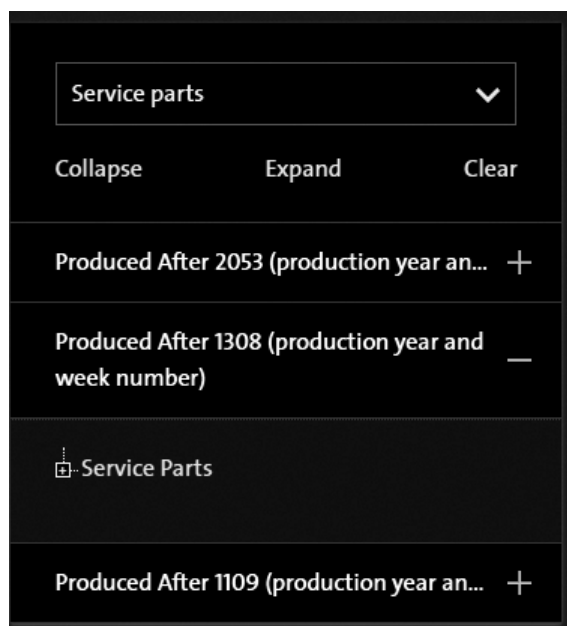 Service parts
Collapse Expand Clear
Produced After 2053 (production year an...
Produced After 1308 (production year and
week number)
Service Parts
Produced After 1109 (production year an...